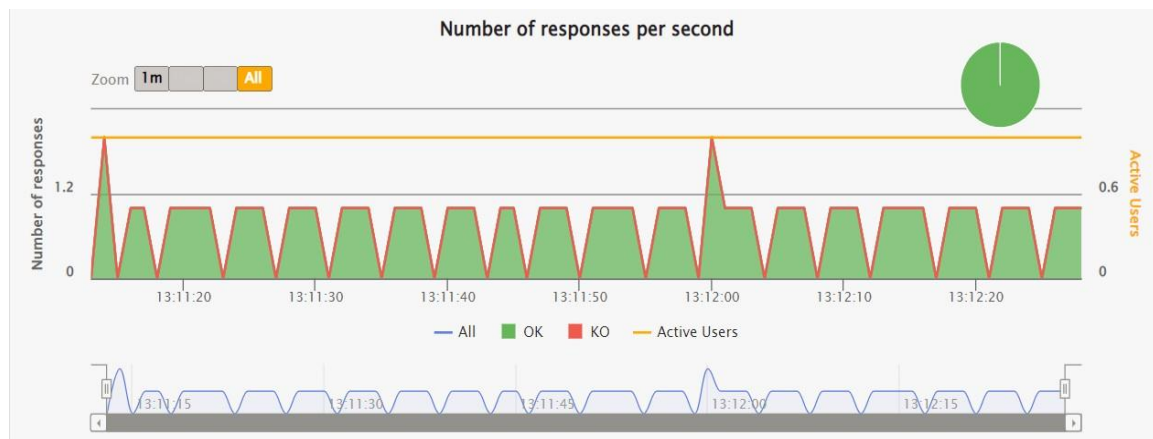 Number of responses per second
Zoom 1m All
Number of responses
1.2
0
Active Users
0.6
0
13:11:20 13:11:30 13:11:40 13:11:50 13:12:00 13:12:10 13:12:20
All OK KO Active Users
13:11:15 13:11:30 13:11:45 13:12:00 13:12:15